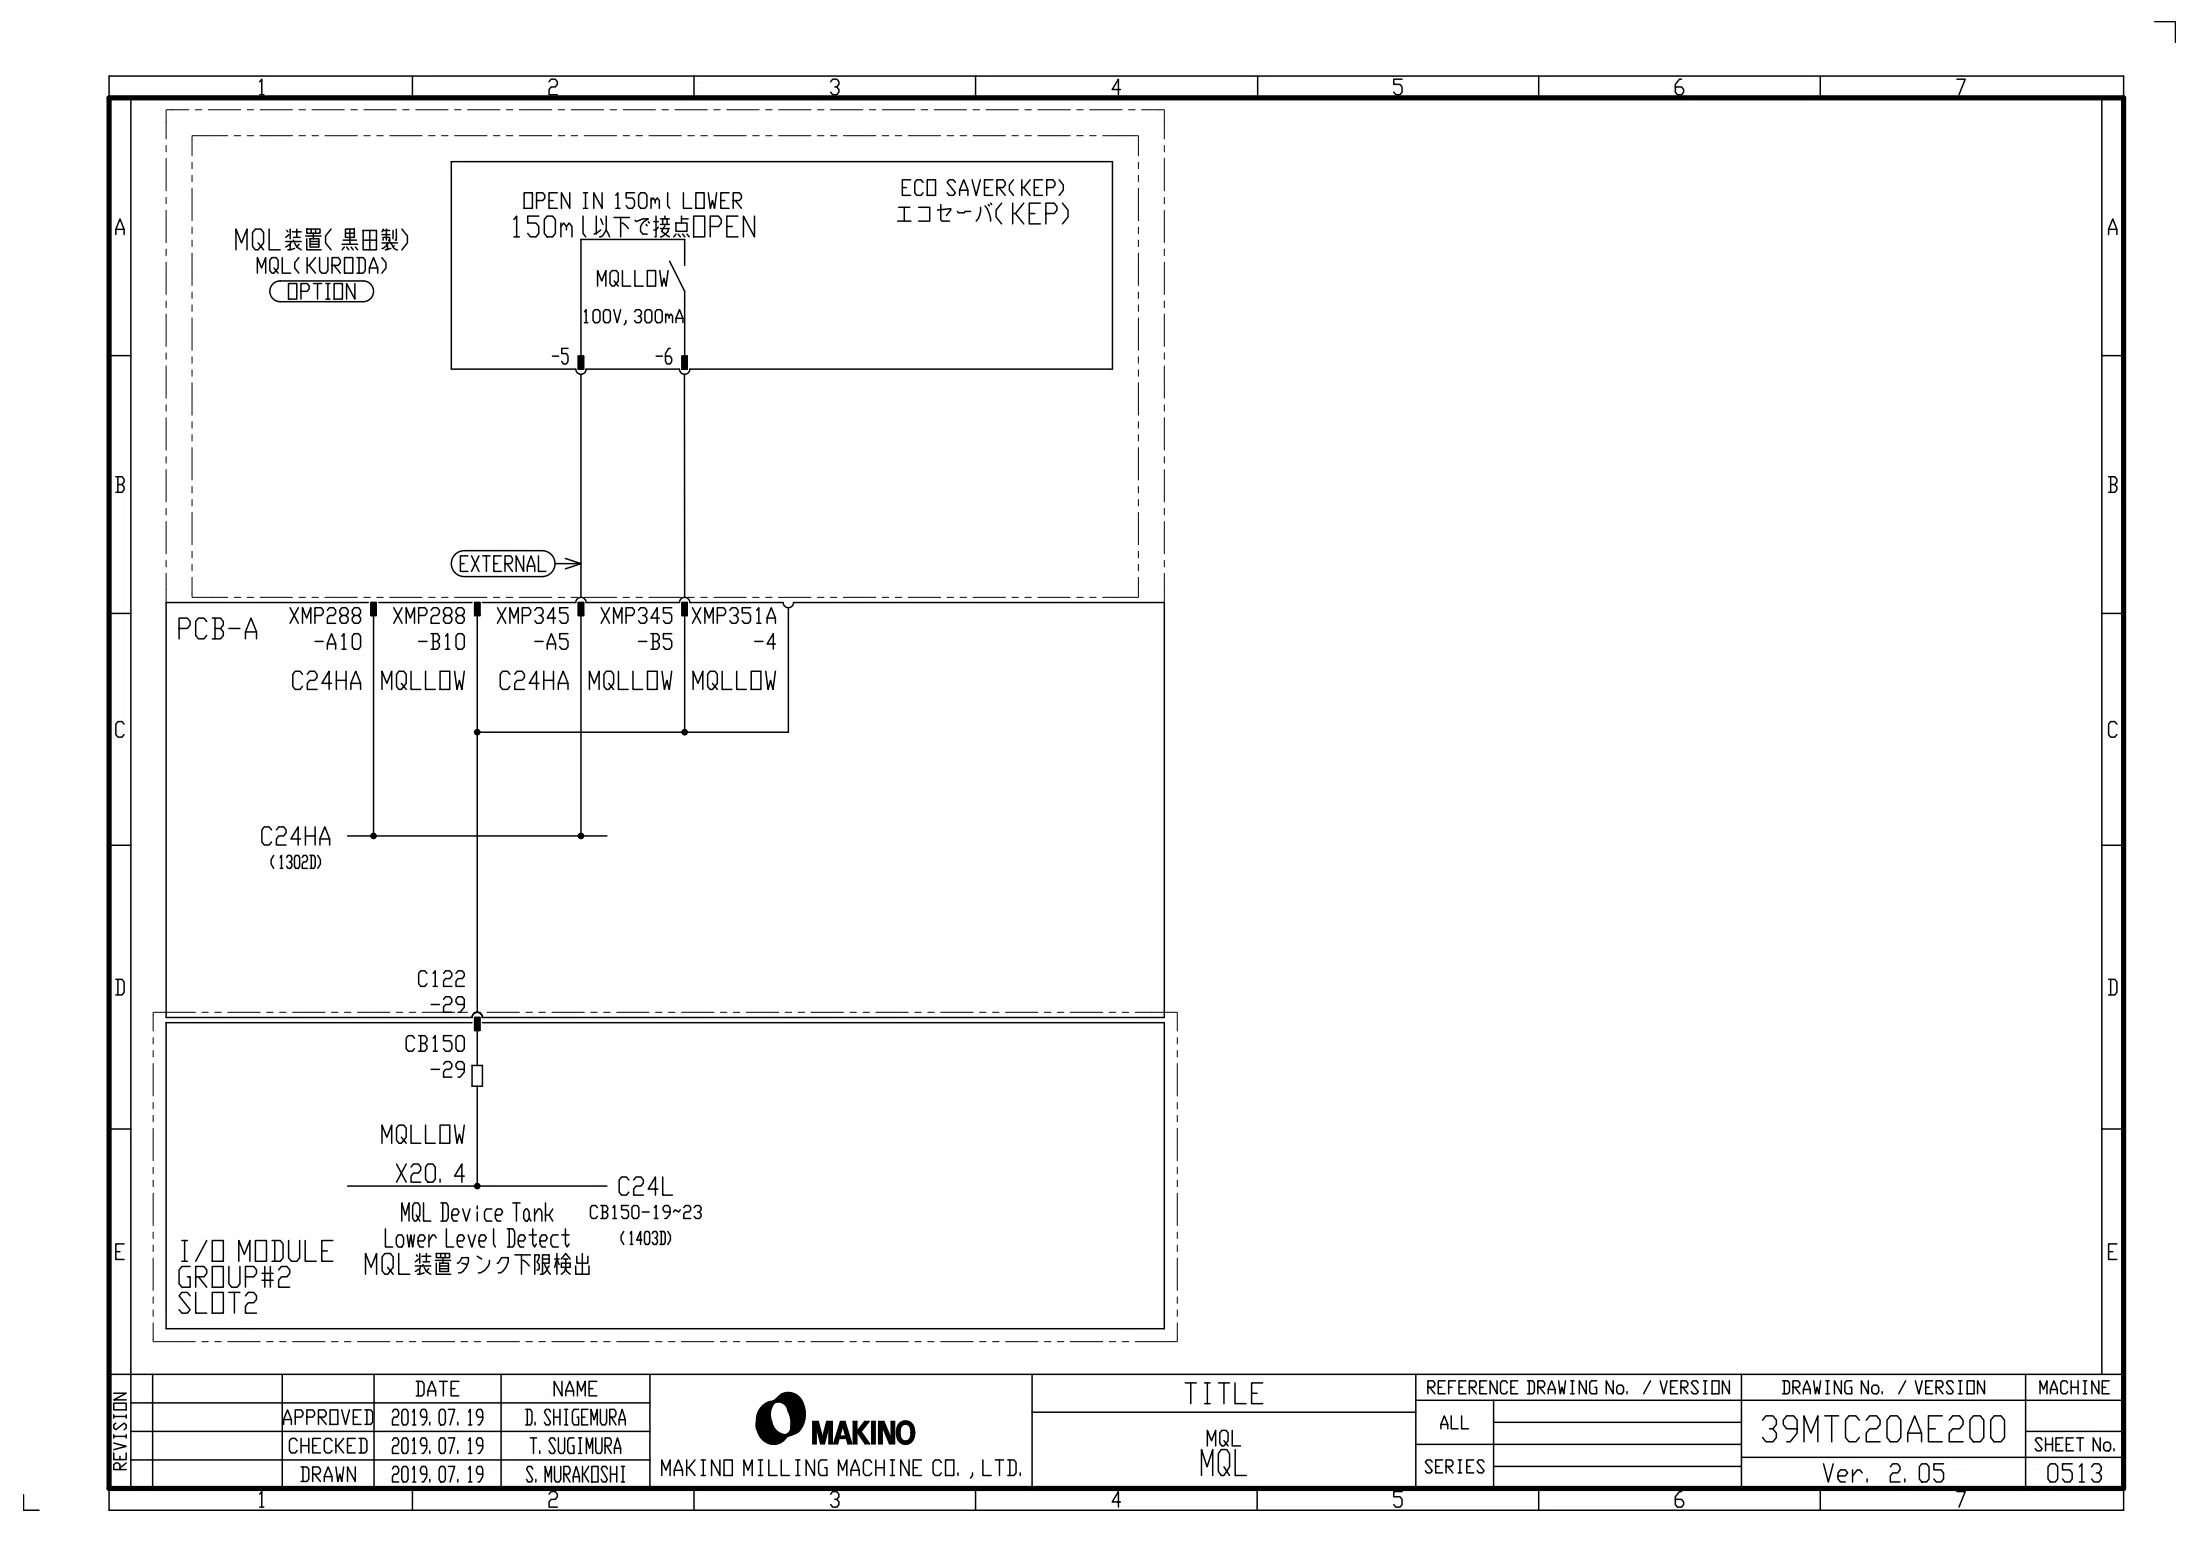 1 2 3 4 5 6 7
A
B
C
D
E
A
B
C
D
E
OPEN IN 150ml LOWER
150ml以下で接点OPEN
ECO SAVER(KEP)
エコセーバ(KEP)
MQL装置(黒田製)
MQL(KURODA)
OPTION
MQLLOW
100V,300mA
-5
-6
EXTERNAL
PCB-A
XMP288
-A10
C24HA
XMP288
-B10
MQLLOW
XMP345
-A5
C24HA
XMP345
-B5
MQLLOW
XMP351A
-4
MQLLOW
C24HA
(1302D)
C122
-29
CB150
-29
MQLLOW
X20.4
C24L
CB150-19~23
(1403D)
MQL Device Tank
Lower Level Detect
MQL装置タンク下限検出
I/O MODULE
GROUP#2
SLOT2
REVISION
DATE NAME
APPROVED 2019.07.19 D. SHIGEMURA
CHECKED 2019.07.19 T. SUGIMURA
DRAWN 2019.07.19 S. MURAKOSHI
MAKINO
MAKINO MILLING MACHINE CO.,LTD.
TITLE
MQL
MQL
REFERENCE DRAWING No. / VERSION
ALL
SERIES
DRAWING No. / VERSION
39MTC20AE200
Ver. 2.05
MACHINE
SHEET No.
0513
1 2 3 4 5 6 7